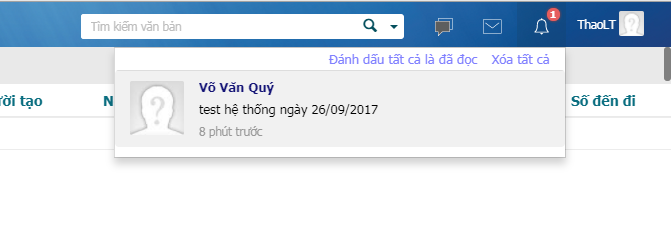 Tìm kiếm văn bản
1
ThaoLT
Đánh dấu tất cả là đã đọc Xóa tất cả
ười tạo
N
Số đến đi
Võ Văn Quý
test hệ thống ngày 26/09/2017
8 phút trước